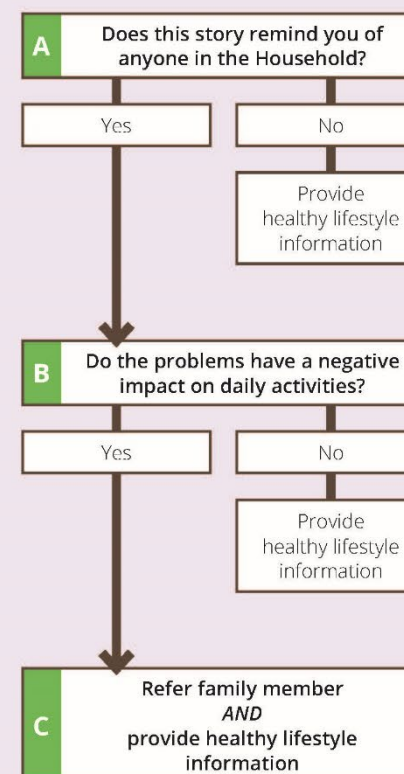 A
Does this story remind you of
anyone in the Household?
Yes
No
Provide
healthy lifestyle
information
B
Do the problems have a negative
impact on daily activities?
Yes
No
Provide
healthy lifestyle
information
C
Refer family member
AND
provide healthy lifestyle
information